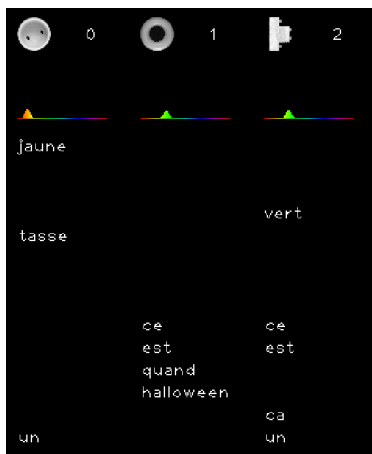 0 1 2
jaune
vert
tasse
ce ce
est est
quand
halloween
ca
un un